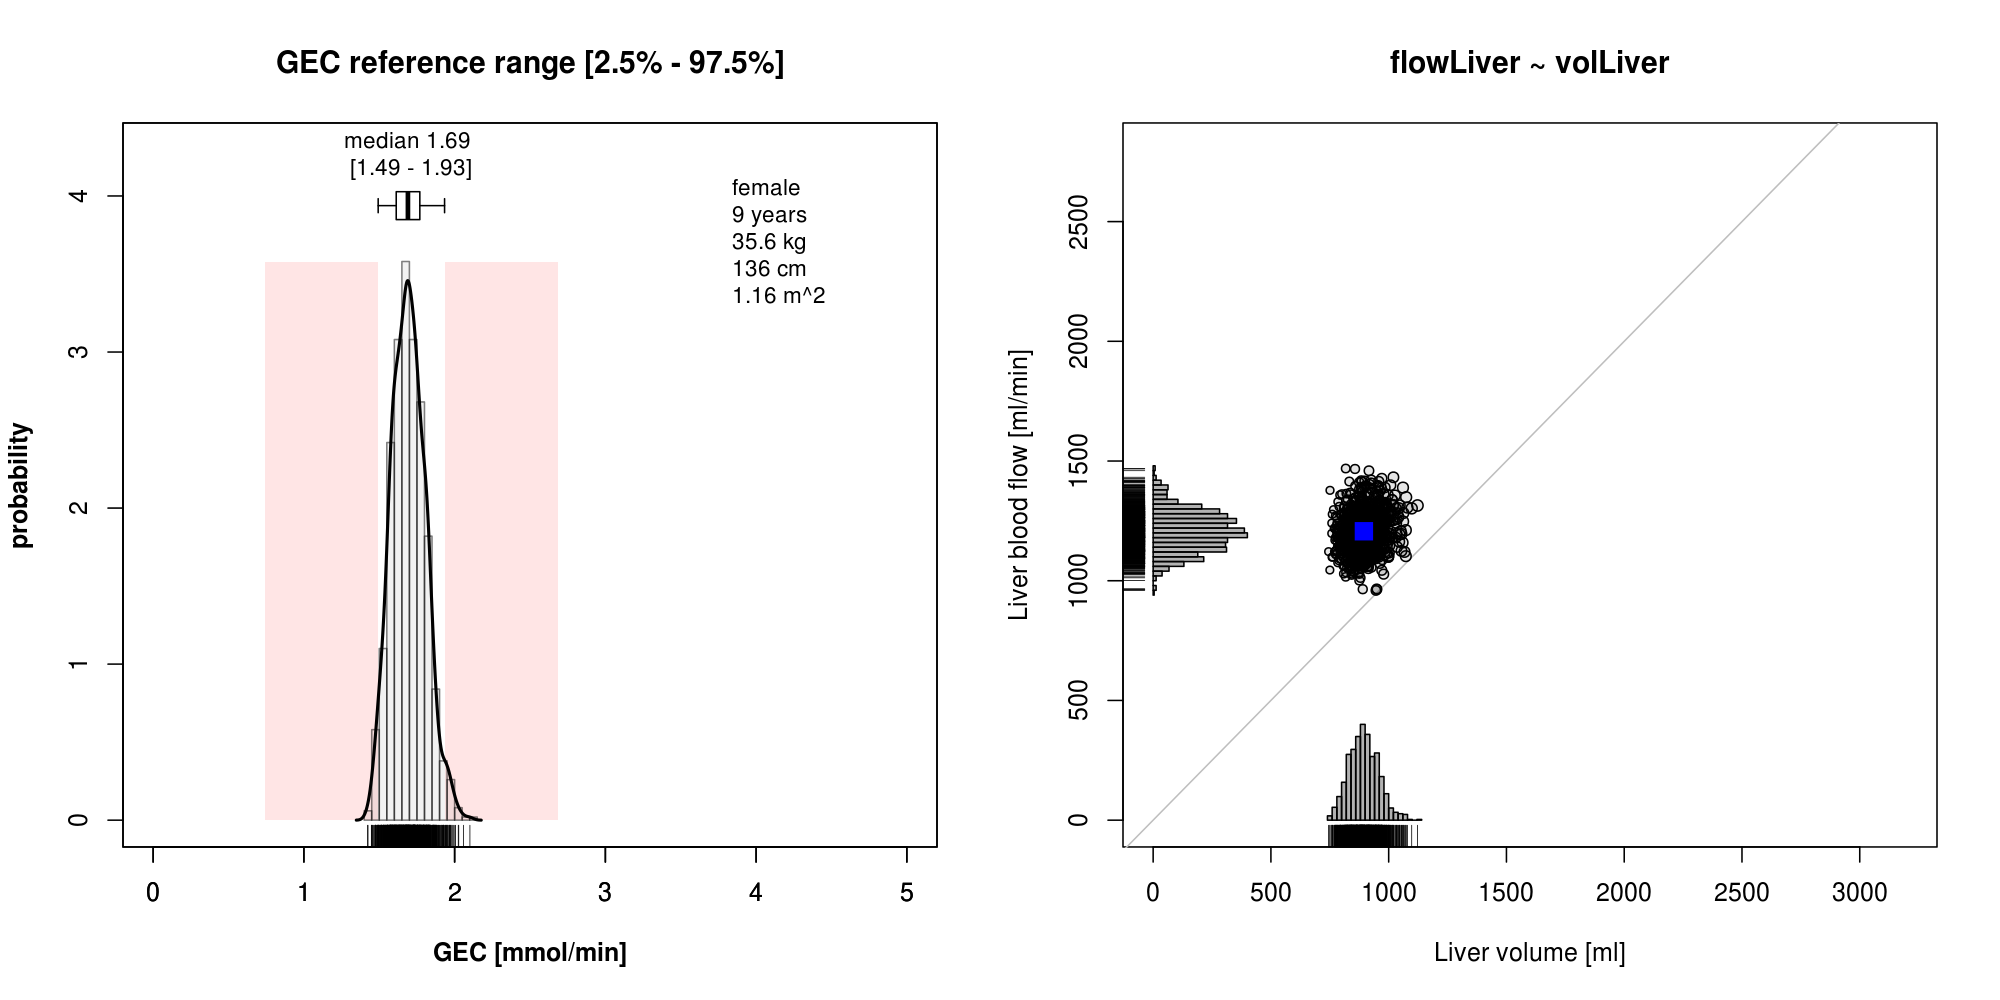 GEC reference range [2.5% - 97.5%]
median 1.69
[1.49 - 1.93]
female
9 years
35.6 kg
136 cm
1.16 m^2
probability
4
3
2
1
0
0 1 2 3 4 5
GEC [mmol/min]
flowLiver ~ volLiver
Liver blood flow [ml/min]
2500
2000
1500
1000
500
0
0 500 1000 1500 2000 2500 3000
Liver volume [ml]